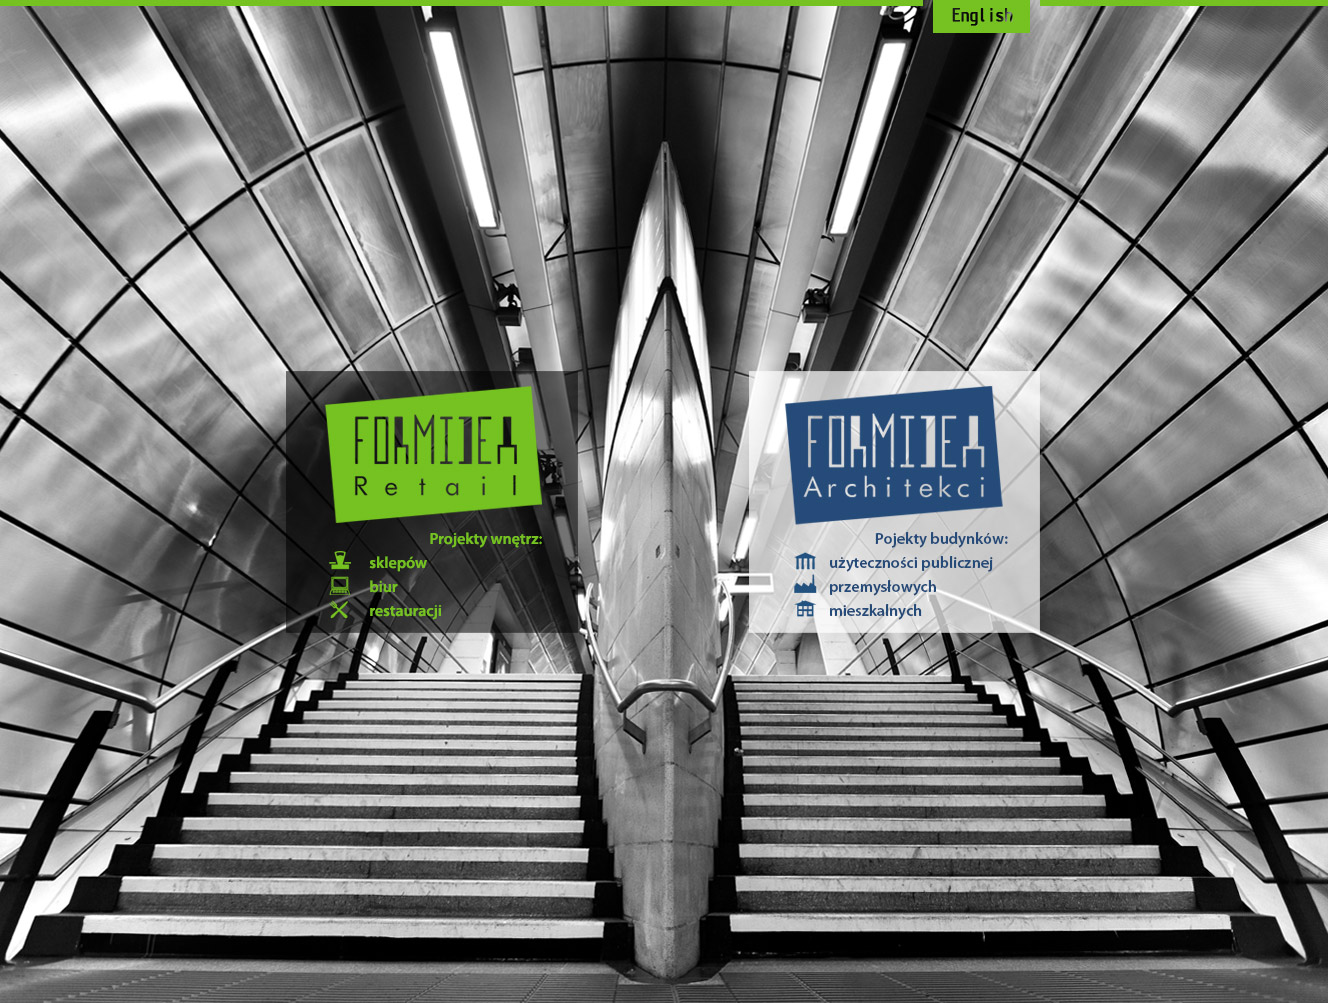 English
FORMIDEA
Retail
Projekty wnętrz:
sklepów
biur
restauracji
FORMIDEA
Architekci
Pojekty budynków:
użyteczności publicznej
przemysłowych
mieszkalnych